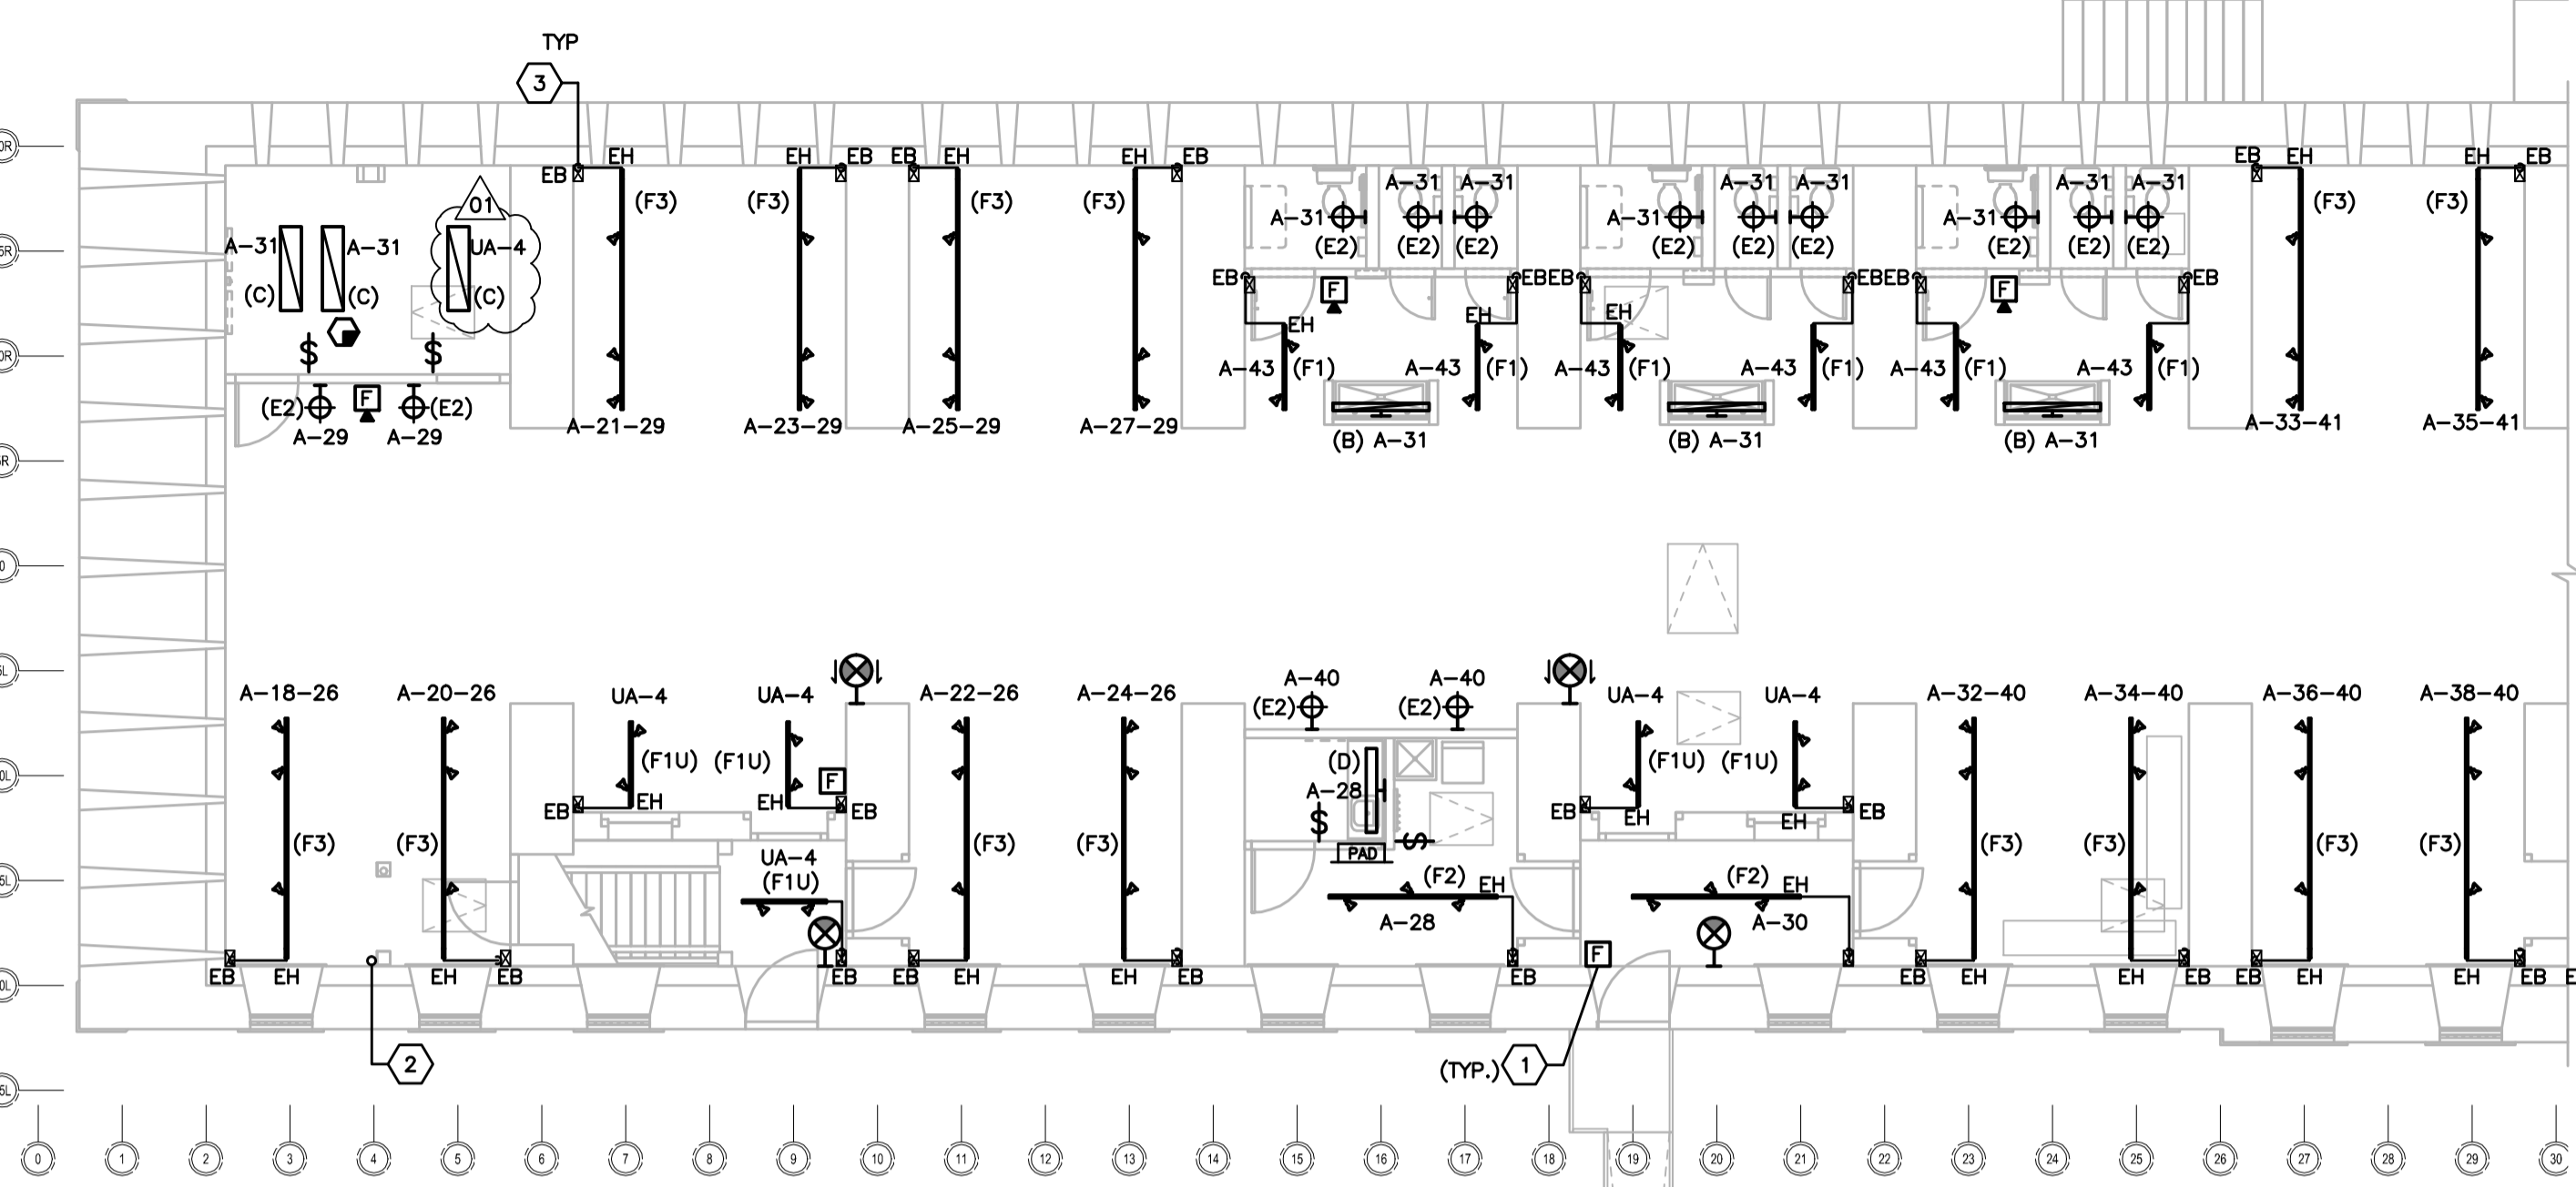 TYP
3
EH EH EB EB EH EH EB EB EH EH EB
EB
A-31 A-31 A-31 A-31 A-31 A-31
(F3) (F3) (F3) (F3) (F3) (F3)
01
A-31 A-31 A-31
A-31 A-31 UA-4
(E2) (E2) (E2) (E2) (E2) (E2) (E2) (E2) (E2)
EB EB EB EB EB EB
(C) (C) (C)
F F
EH EH EH
$ $
A-43 (F1) A-43 (F1) A-43 (F1) A-43 (F1) A-43 (F1) A-43 (F1)
F
(E2) (E2)
A-29 A-29
A-21-29 A-23-29 A-25-29 A-27-29
A-33-41 A-35-41
(B) A-31 (B) A-31 (B) A-31
A-40 A-40
A-18-26 A-20-26 UA-4 UA-4 A-22-26 A-24-26
UA-4 UA-4 A-32-40 A-34-40 A-36-40 A-38-40
(E2) (E2)
(F1U) (F1U) (D) (F1U) (F1U)
F
A-28
EB EH EH EB EB EH EH EB
$ $
(F3) (F3) (F3) (F3) (F3) (F3) (F3) (F3)
PAD
UA-4
(F1U)
(F2) EH (F2) EH
A-28 A-30
F
EB EH EH EB EB EB EH EB EB EB EH EH EB EB EH EH EB
2
(TYP.) 1
0 1 2 3 4 5 6 7 8 9 10 11 12 13 14 15 16 17 18 19 20 21 22 23 24 25 26 27 28 29 30